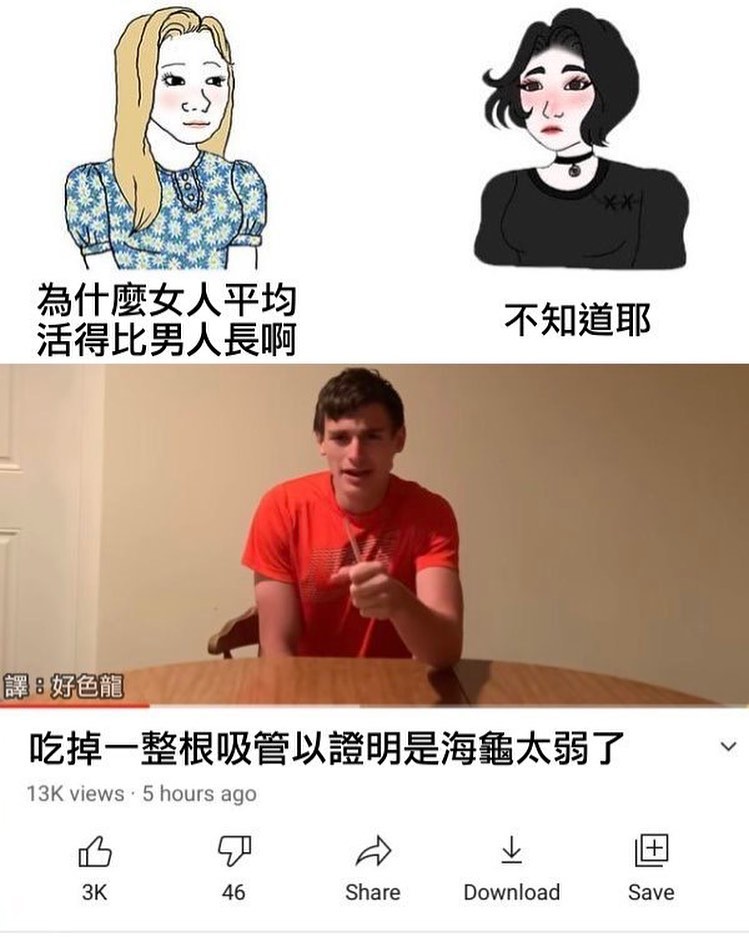 為什麼女人平均
活得比男人長啊
不知道耶
譯：好色龍
吃掉一整根吸管以證明是海龜太弱了
13K views · 5 hours ago
3K
46
Share
Download
Save